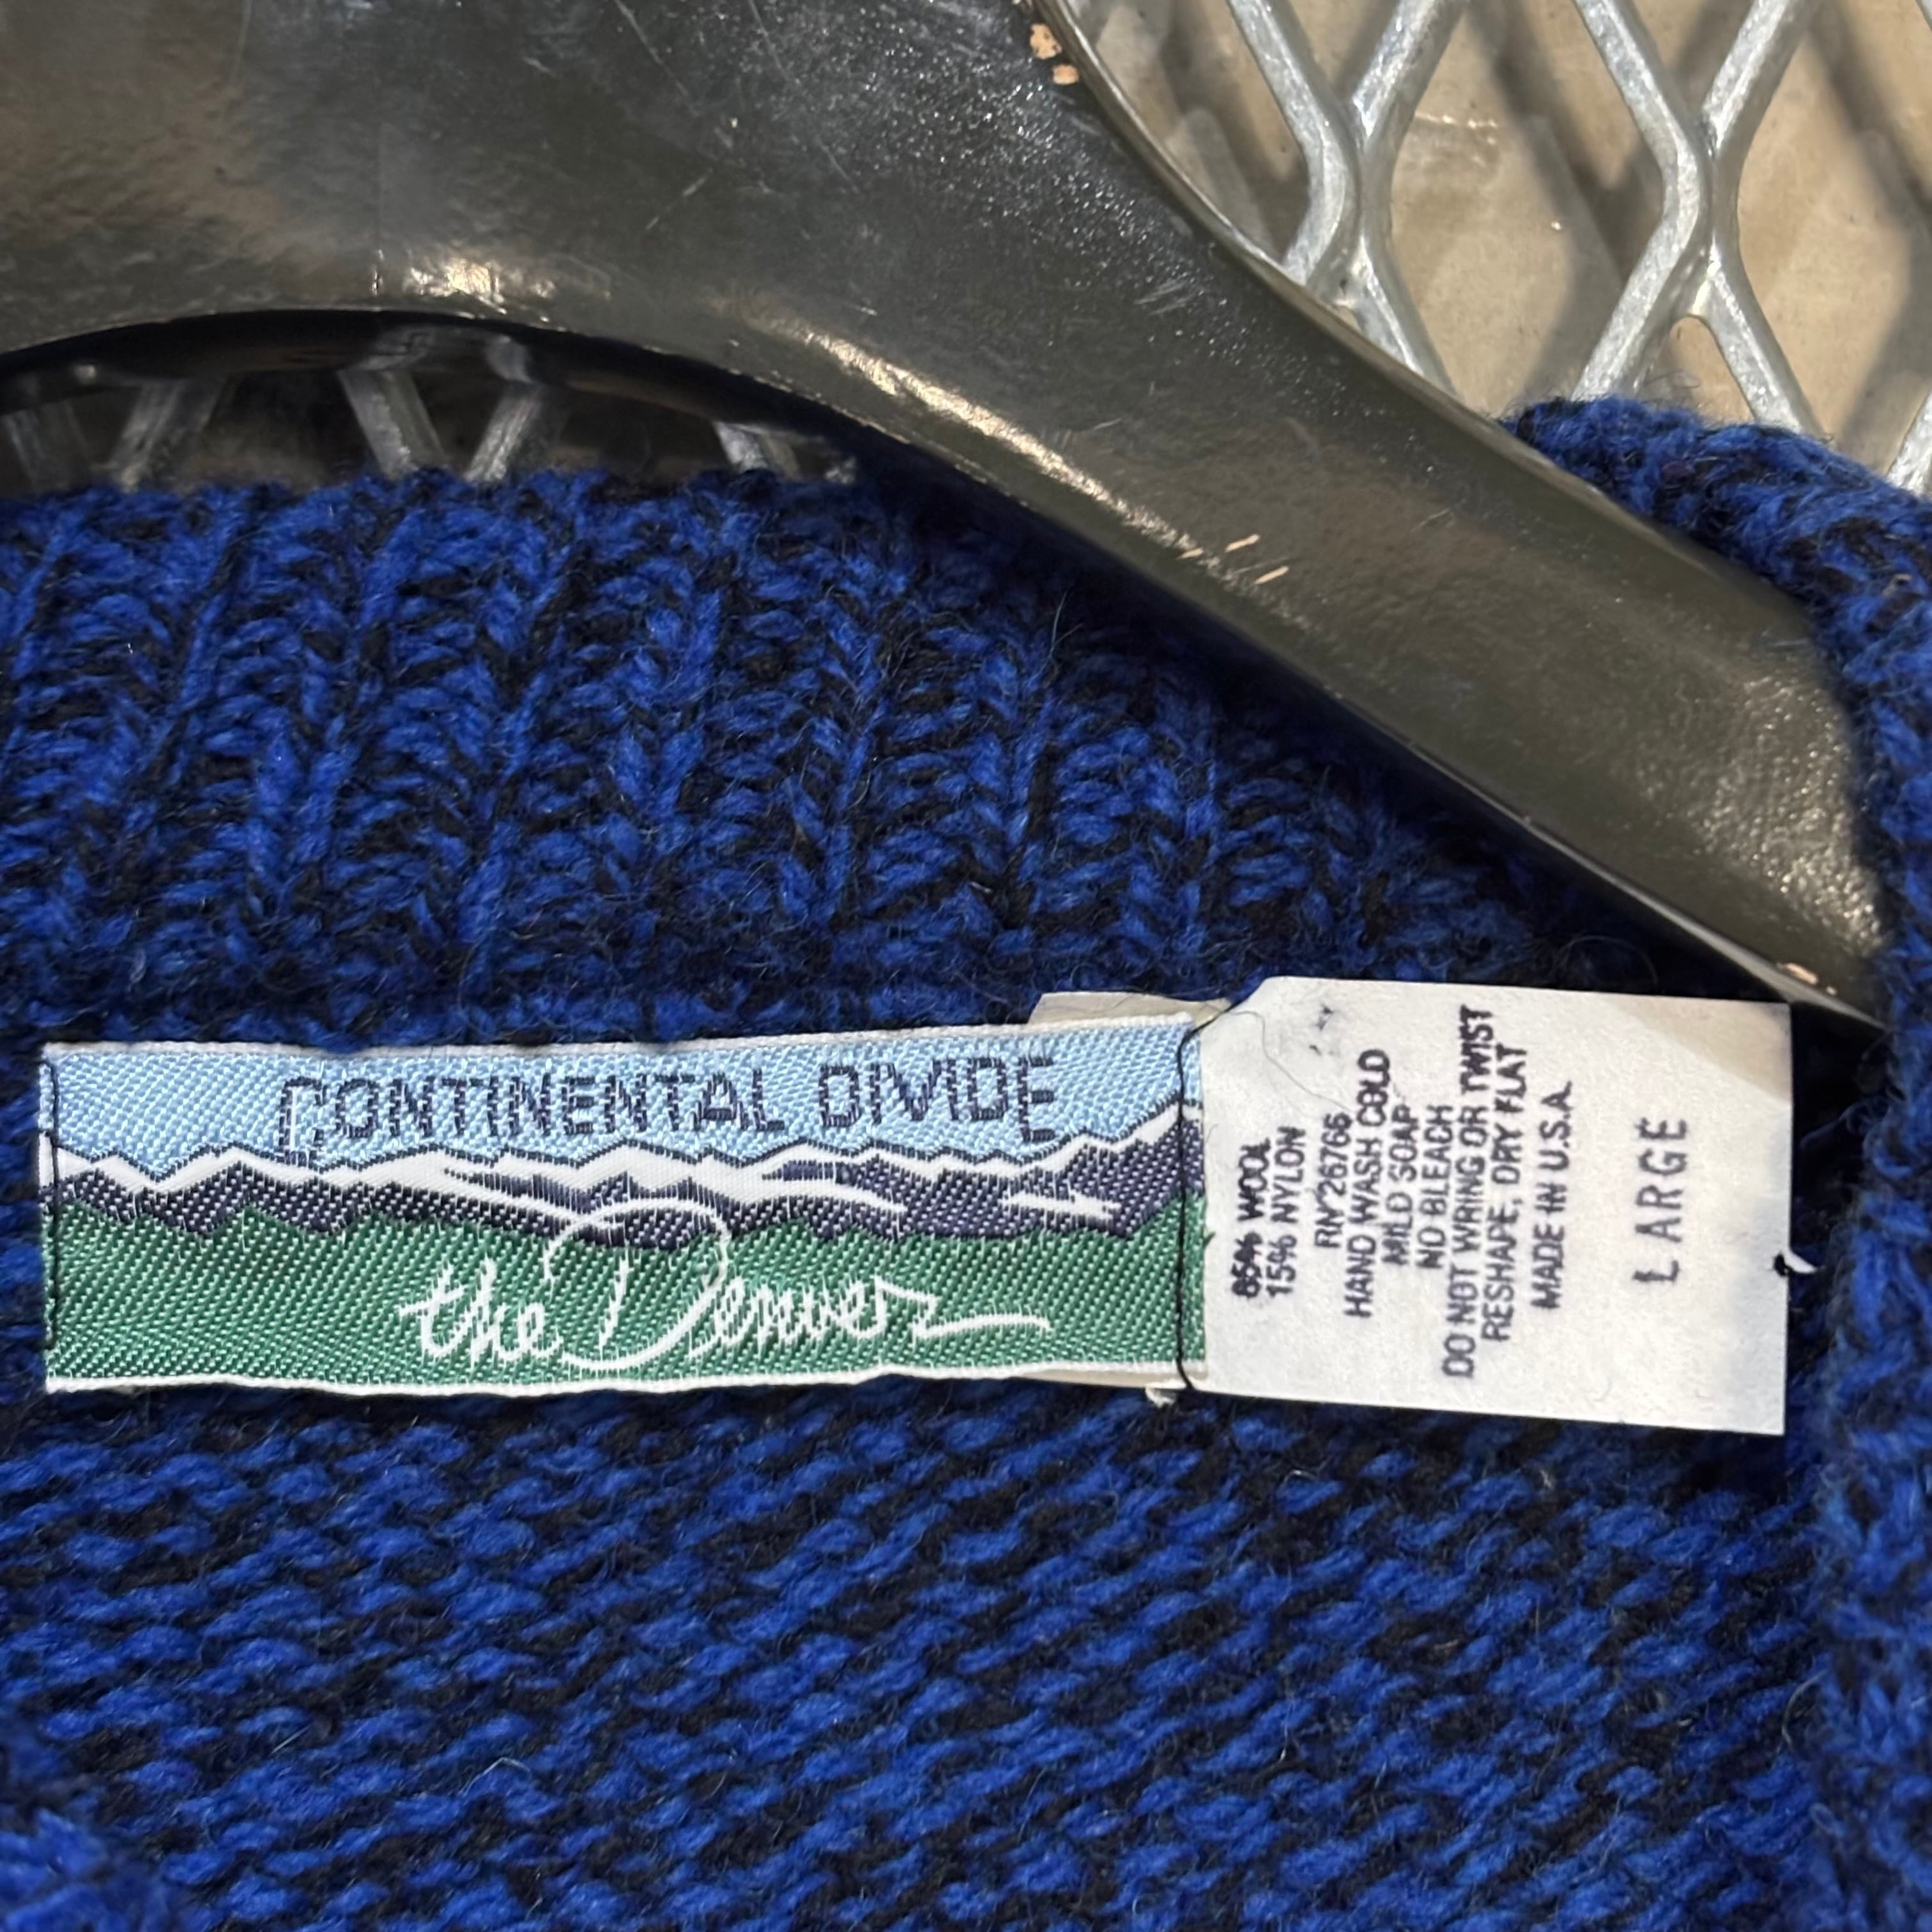 CONTINENTAL DIVIDE
the Denver
85% WOOL
15% NYLON
RN 26766
HAND WASH COLD
MILD SOAP
NO BLEACH
DO NOT WRING OR TWIST
RESHAPE, DRY FLAT
MADE IN U.S.A.
LARGE